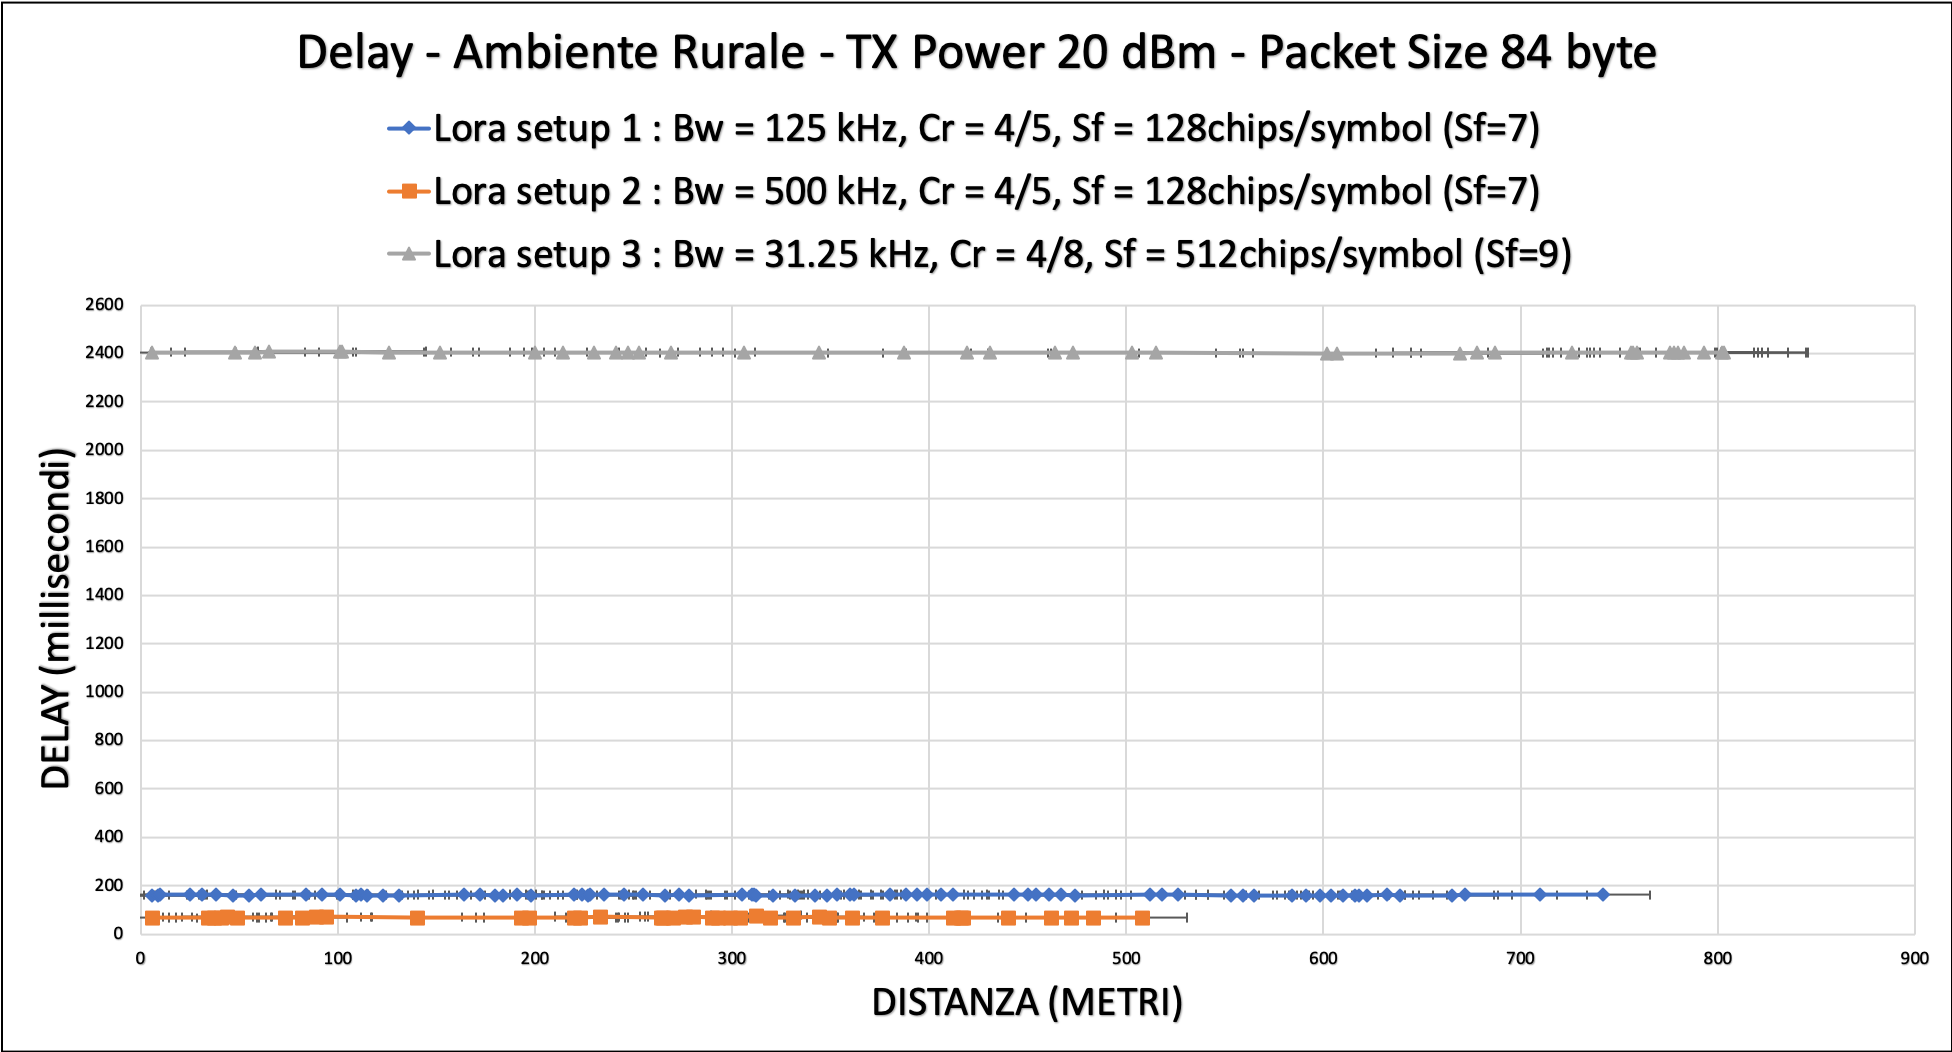 Delay - Ambiente Rurale - TX Power 20 dBm - Packet Size 84 byte
Lora setup 1 : Bw = 125 kHz, Cr = 4/5, Sf = 128chips/symbol (Sf=7)
Lora setup 2 : Bw = 500 kHz, Cr = 4/5, Sf = 128chips/symbol (Sf=7)
Lora setup 3 : Bw = 31.25 kHz, Cr = 4/8, Sf = 512chips/symbol (Sf=9)
DELAY (millisecondi)
2600
2400
2200
2000
1800
1600
1400
1200
1000
800
600
400
200
0
0 100 200 300 400 500 600 700 800 900
DISTANZA (METRI)